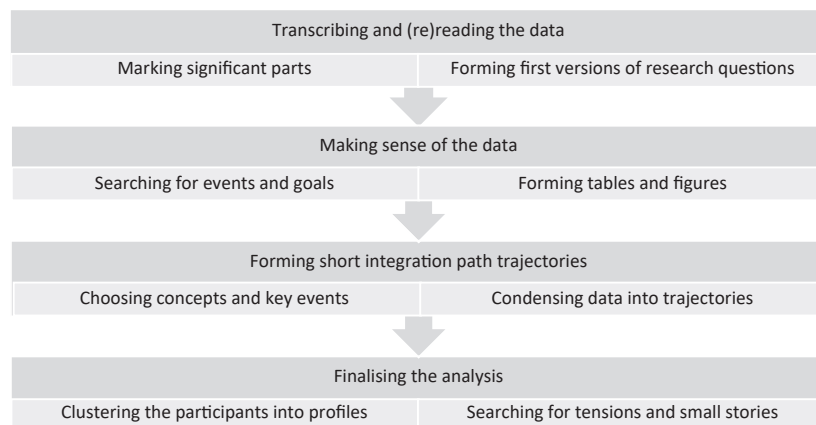 Transcribing and (re)reading the data
Marking significant parts
Forming first versions of research questions
Making sense of the data
Searching for events and goals
Forming tables and figures
Forming short integration path trajectories
Choosing concepts and key events
Condensing data into trajectories
Finalising the analysis
Clustering the participants into profiles
Searching for tensions and small stories